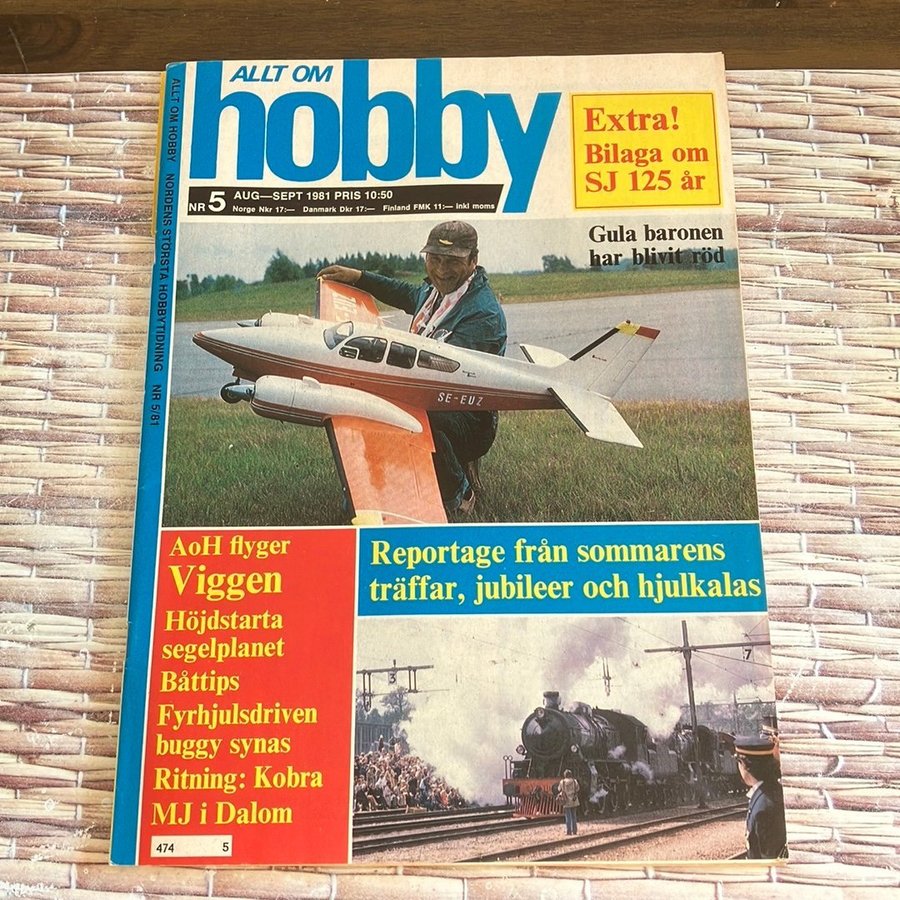 ALLT OM
hobby
NR 5 AUG—SEPT 1981 PRIS 10:50
Norge Nkr 17:— Danmark Dkr 17:— Finland FMK 11:— inkl moms
Extra!
Bilaga om
SJ 125 år
Gula baronen
har blivit röd
ALLT OM HOBBY NORDENS STÖRSTA HOBBYTIDNING NR 5/81
SE-EUZ
AoH flyger
Viggen
Höjdstarta
segelplanet
Båttips
Fyrhjulsdriven
buggy synas
Ritning: Kobra
MJ i Dalom
474 5
Reportage från sommarens
träffar, jubileer och hjulkalas
3
7